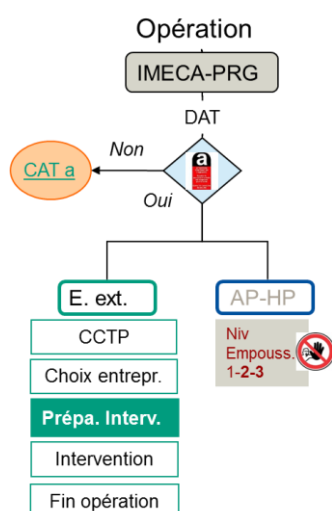 Opération
IMECA-PRG
DAT
Non
CAT a
a
Oui
E. ext.
AP-HP
CCTP
Niv
Empouss.
1-2-3
Choix entrepr.
Prépa. Interv.
Intervention
Fin opération